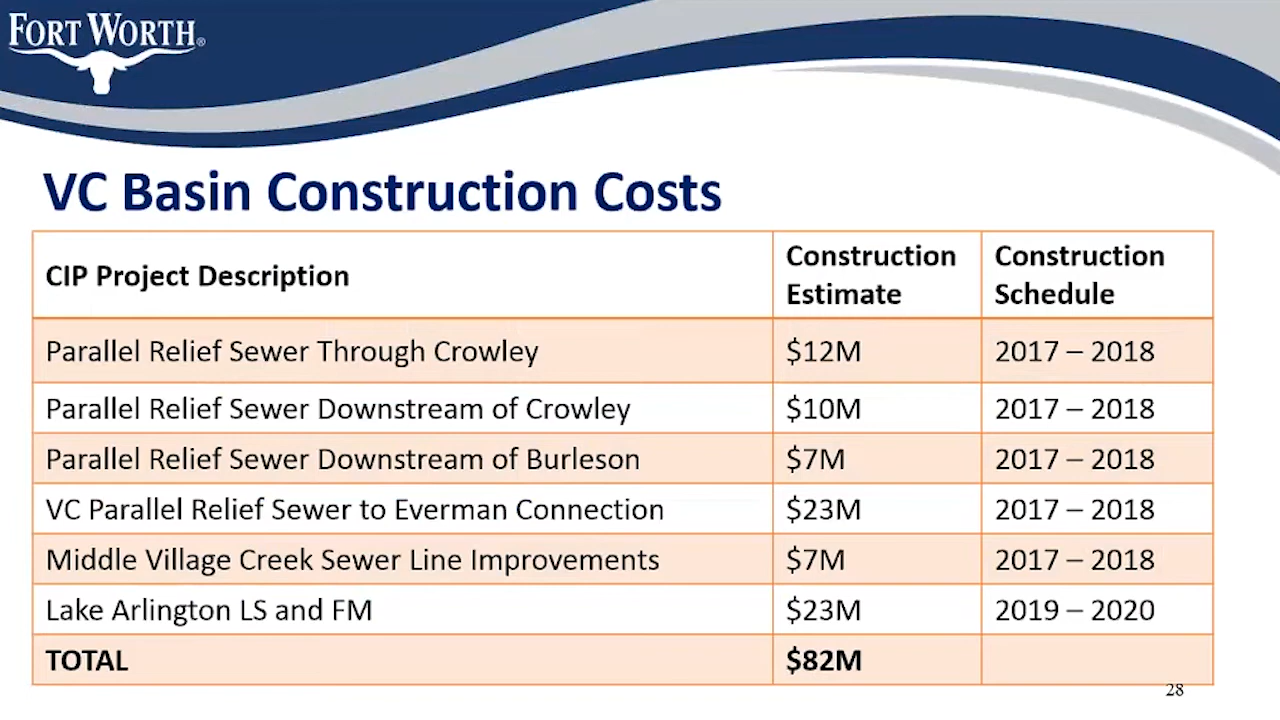 FORT WORTH®
VC Basin Construction Costs
CIP Project Description
Construction Estimate
Construction Schedule
Parallel Relief Sewer Through Crowley $12M 2017 – 2018
Parallel Relief Sewer Downstream of Crowley $10M 2017 – 2018
Parallel Relief Sewer Downstream of Burleson $7M 2017 – 2018
VC Parallel Relief Sewer to Everman Connection $23M 2017 – 2018
Middle Village Creek Sewer Line Improvements $7M 2017 – 2018
Lake Arlington LS and FM $23M 2019 – 2020
TOTAL $82M
28